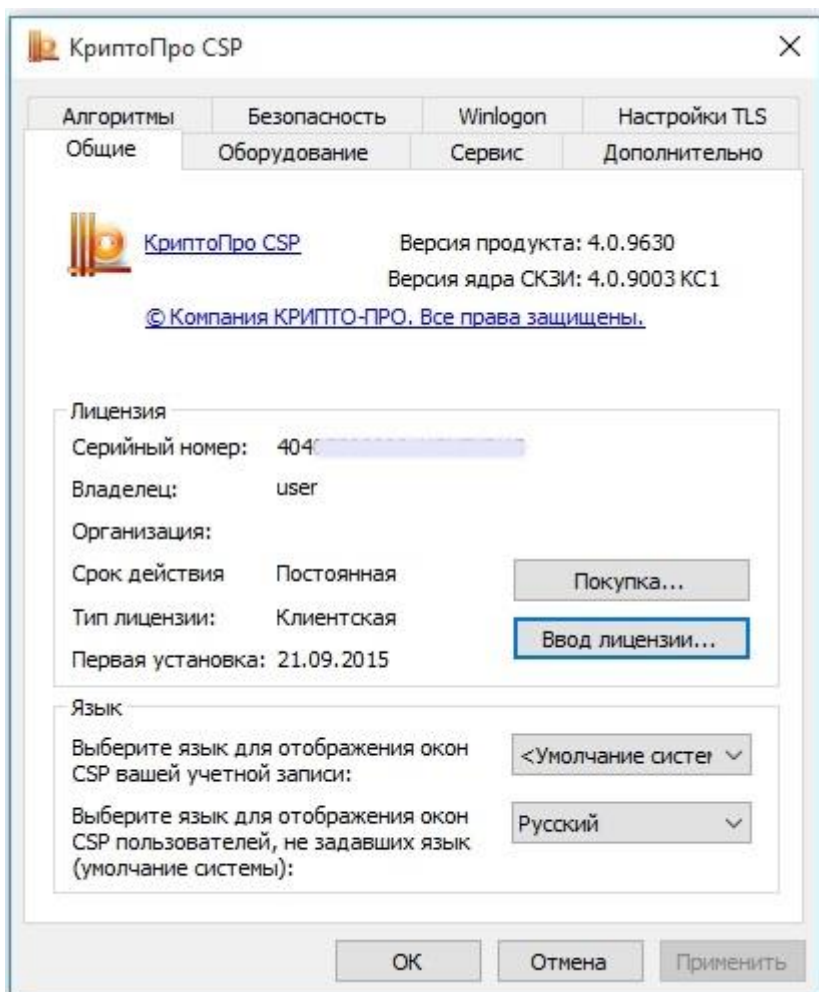 КриптоПро CSP
Алгоритмы Безопасность Winlogon Настройки TLS
Общие Оборудование Сервис Дополнительно
КриптоПро CSP Версия продукта: 4.0.9630
Версия ядра СКЗИ: 4.0.9003 КС1
© Компания КРИПТО-ПРО. Все права защищены.
Лицензия
Серийный номер: 404
Владелец: user
Организация:
Срок действия Постоянная Покупка...
Тип лицензии: Клиентская
Ввод лицензии...
Первая установка: 21.09.2015
Язык
Выберите язык для отображения окон
CSP вашей учетной записи:
<Умолчание систе
Выберите язык для отображения окон
CSP пользователей, не задавших язык
(умолчание системы):
Русский
ОК Отмена Применить